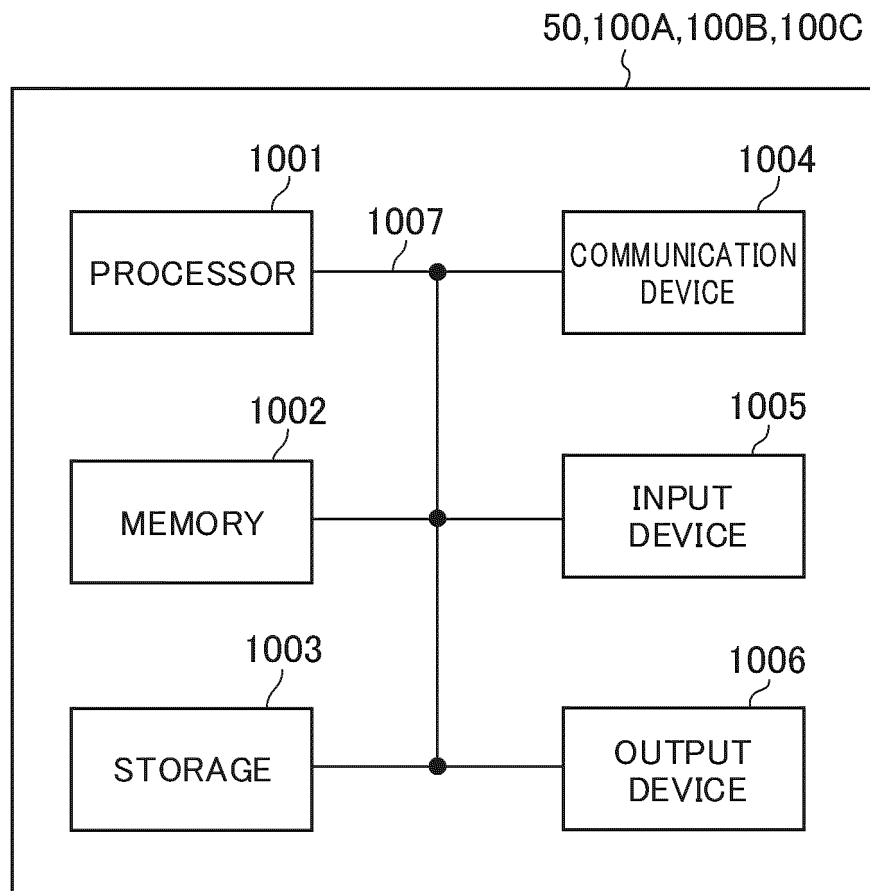 50,100A,100B,100C
1001
PROCESSOR
1007
1004
COMMUNICATION
DEVICE
1002
MEMORY
1005
INPUT
DEVICE
1003
STORAGE
1006
OUTPUT
DEVICE